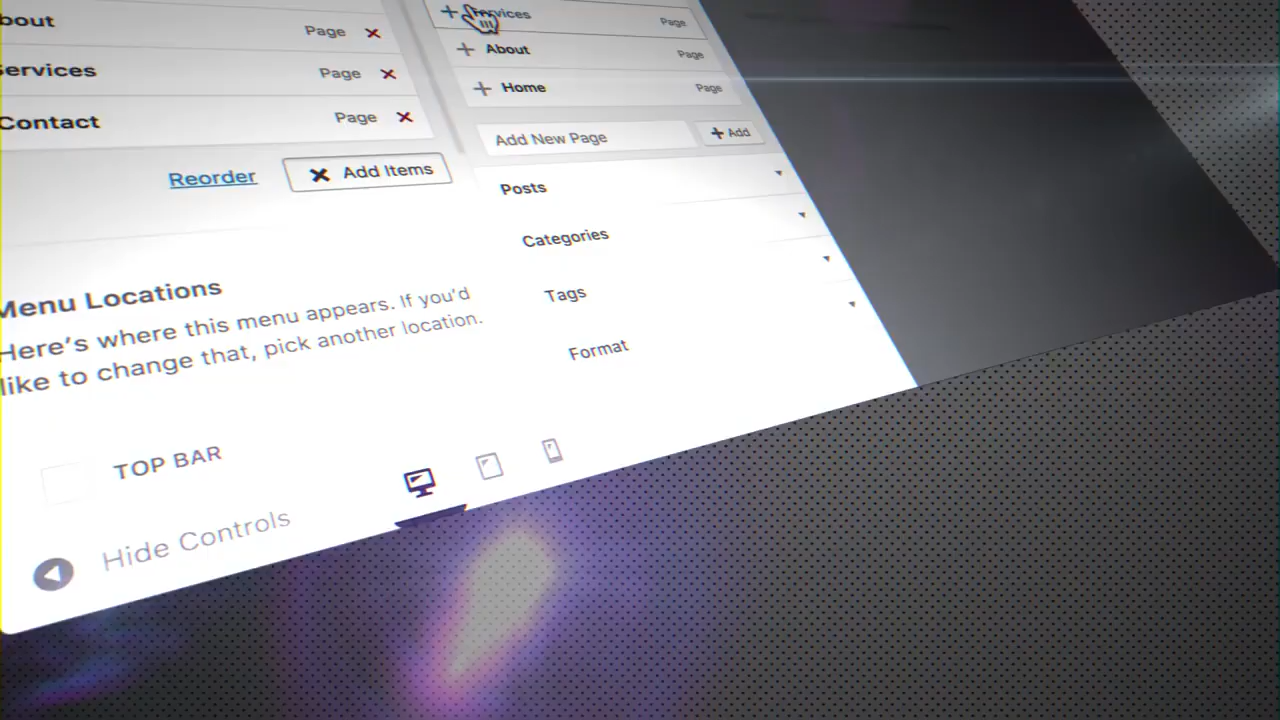 bout Page
ervices Page
Contact Page
Reorder Add Items
Menu Locations
Here's where this menu appears. If you'd
like to change that, pick another location.
TOP BAR
Hide Controls
Services Page
About Page
Home Page
Add New Page Add
Posts
Categories
Tags
Format